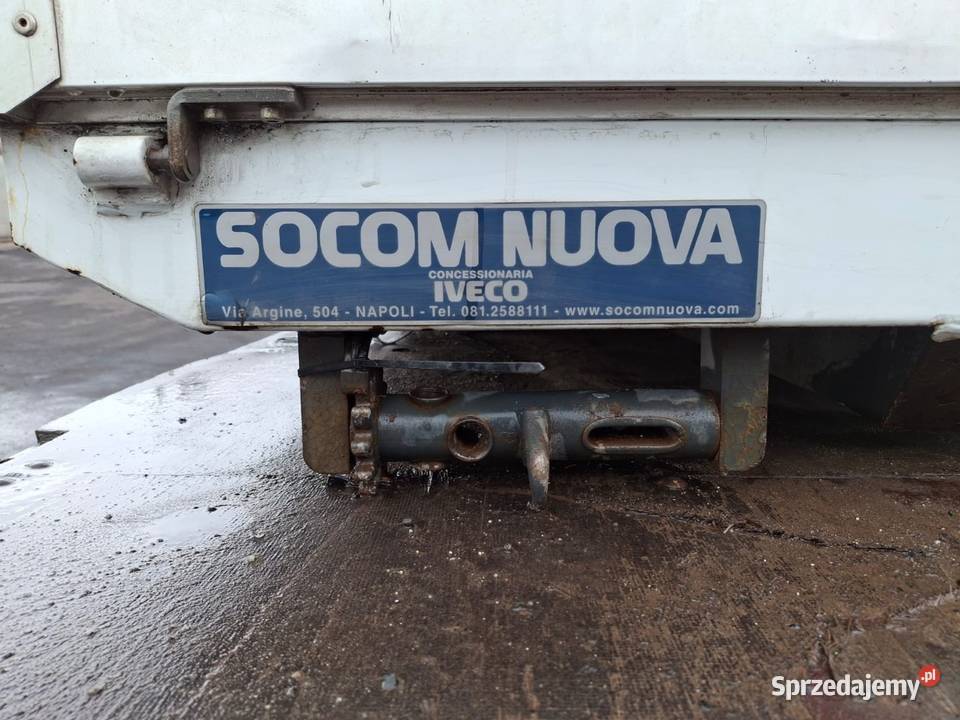 SOCOM NUOVA
CONCESSIONARIA
IVECO
Via Argine, 504 - NAPOLI - Tel. 081.2588111 - www.socomnuova.com
Sprzedajemy.pl